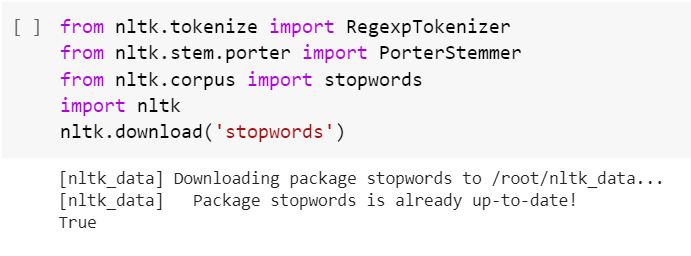 [ ] from nltk.tokenize import RegexpTokenizer
from nltk.stem.porter import PorterStemmer
from nltk.corpus import stopwords
import nltk
nltk.download('stopwords')
[nltk_data] Downloading package stopwords to /root/nltk_data...
[nltk_data]   Package stopwords is already up-to-date!
True